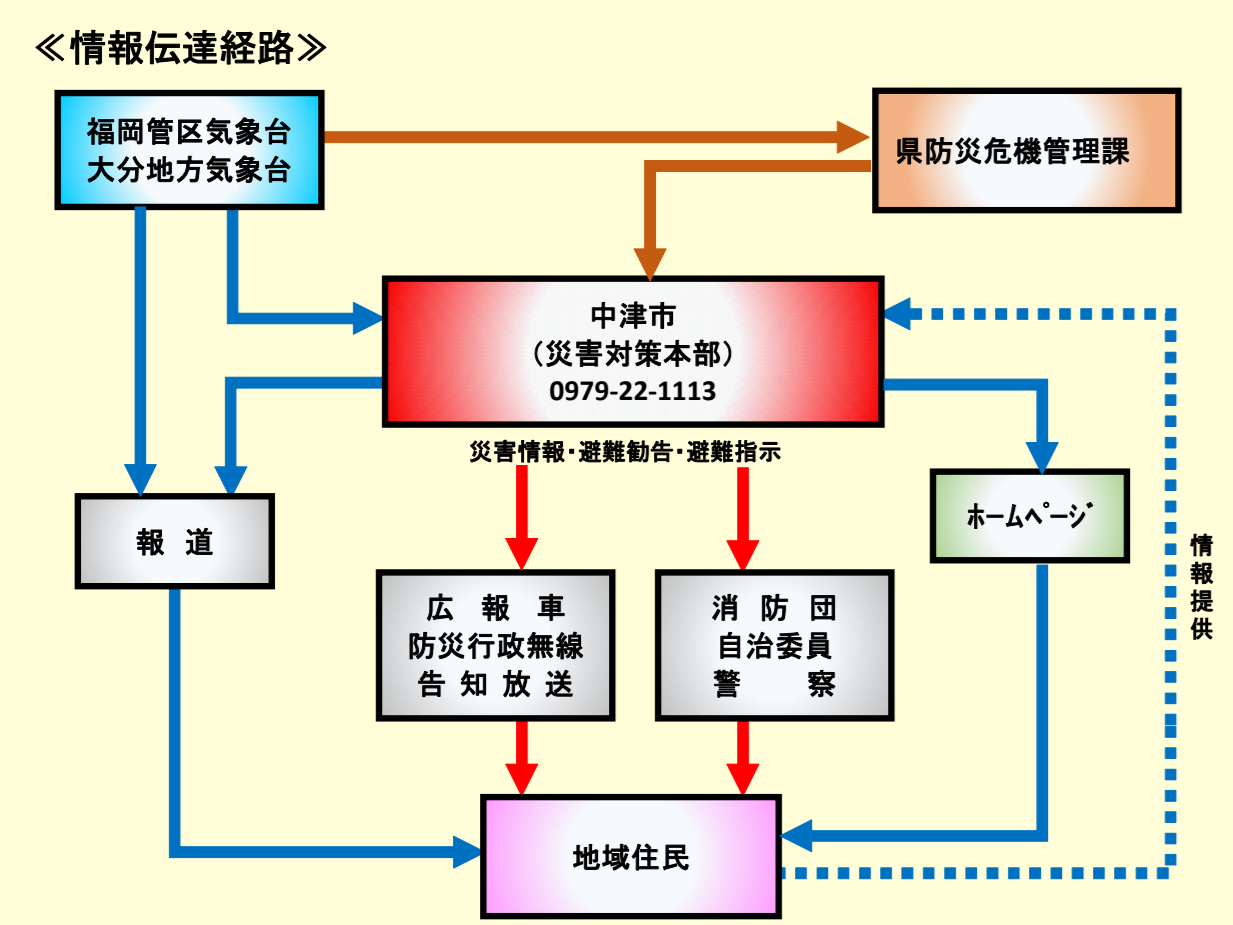 ≪情報伝達経路≫
福岡管区気象台
大分地方気象台
県防災危機管理課
中津市
（災害対策本部）
0979-22-1113
災害情報・避難勧告・避難指示
報 道
ﾎｰﾑﾍﾟｰｼﾞ
情報提供
広 報 車
防災行政無線
告 知 放 送
消 防 団
自治委員
警 察
地域住民